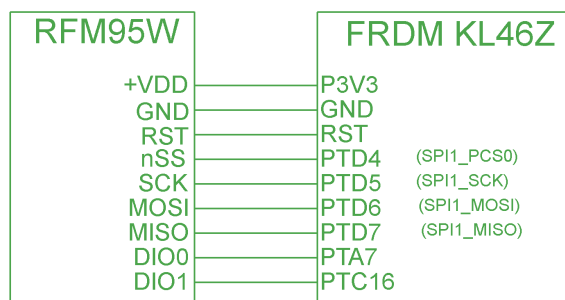 RFM95W FRDM KL46Z
+VDD P3V3
GND GND
RST RST
nSS PTD4 (SPI1_PCS0)
SCK PTD5 (SPI1_SCK)
MOSI PTD6 (SPI1_MOSI)
MISO PTD7 (SPI1_MISO)
DIO0 PTA7
DIO1 PTC16